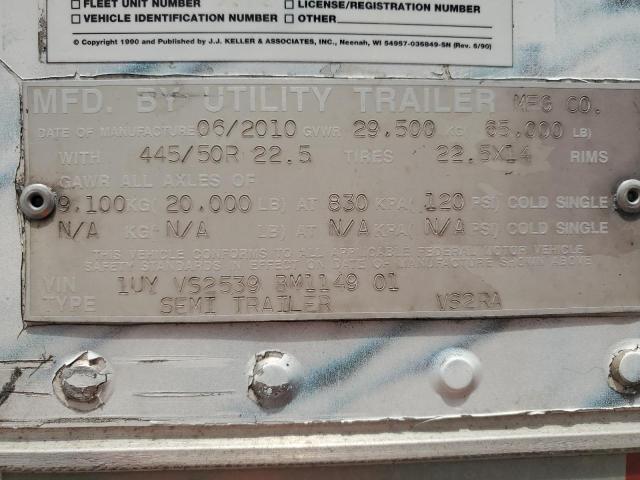 ☐ FLEET UNIT NUMBER ☐ LICENSE/REGISTRATION NUMBER
☐ VEHICLE IDENTIFICATION NUMBER ☐ OTHER
© Copyright 1990 and Published by J.J. KELLER & ASSOCIATES, INC., Neenah, WI 54957-0368 49-SN (Rev. 5/90)
MFD. BY UTILITY TRAILER MFG CO.
DATE OF MANUFACTURE 06/2010 GVWR 29,500 KG( 65,000 LB)
WITH 445/50R 22.5 TIRES 22.5X14 RIMS
GAWR ALL AXLES OF
9,100 KG( 20,000 LB) AT 830 KPA( 120 PSI) COLD SINGLE
N/A KG( N/A LB) AT N/A KPA( N/A PSI) COLD SINGLE
THIS VEHICLE CONFORMS TO ALL APPLICABLE FEDERAL MOTOR VEHICLE
SAFETY STANDARDS IN EFFECT ON DATE OF MANUFACTURE SHOWN ABOVE
VIN 1UY VS2539 BM1149 01
TYPE SEMI TRAILER VS2RA